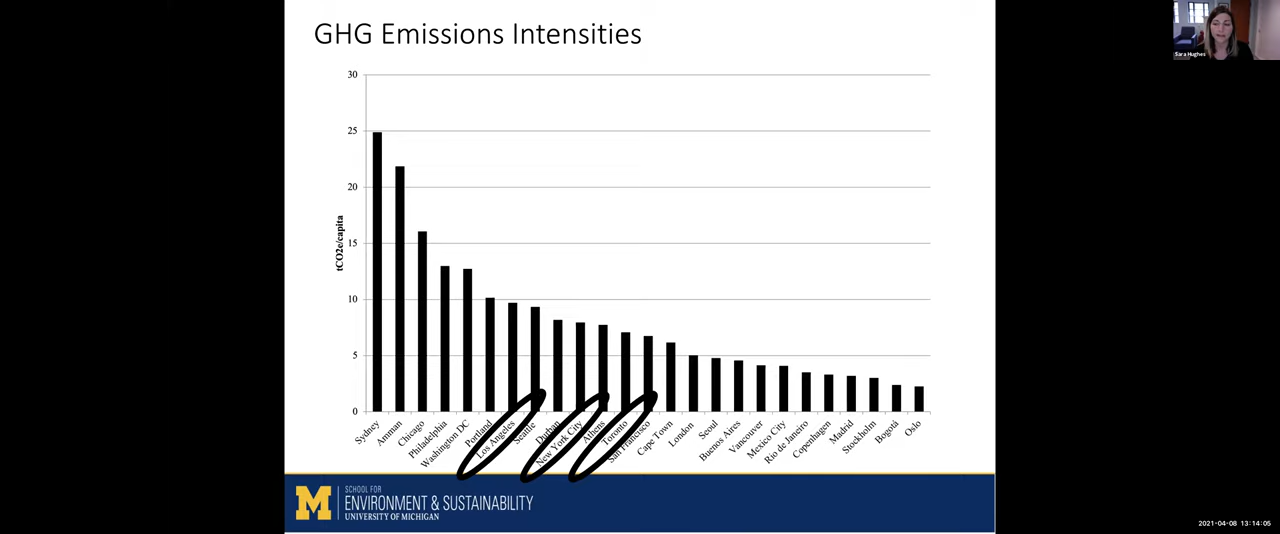 GHG Emissions Intensities
Sara Hughes
30
25
20
15
10
5
0
tCO2e/capita
Sydney
Amman
Chicago
Philadelphia
Washington DC
Portland
Los Angeles
Seattle
Durban
New York City
Athens
Toronto
San Francisco
Cape Town
London
Seoul
Buenos Aires
Vancouver
Mexico City
Rio de Janeiro
Copenhagen
Madrid
Stockholm
Bogotá
Oslo
M
SCHOOL FOR
ENVIRONMENT & SUSTAINABILITY
UNIVERSITY OF MICHIGAN
2021-04-08 13:14:05